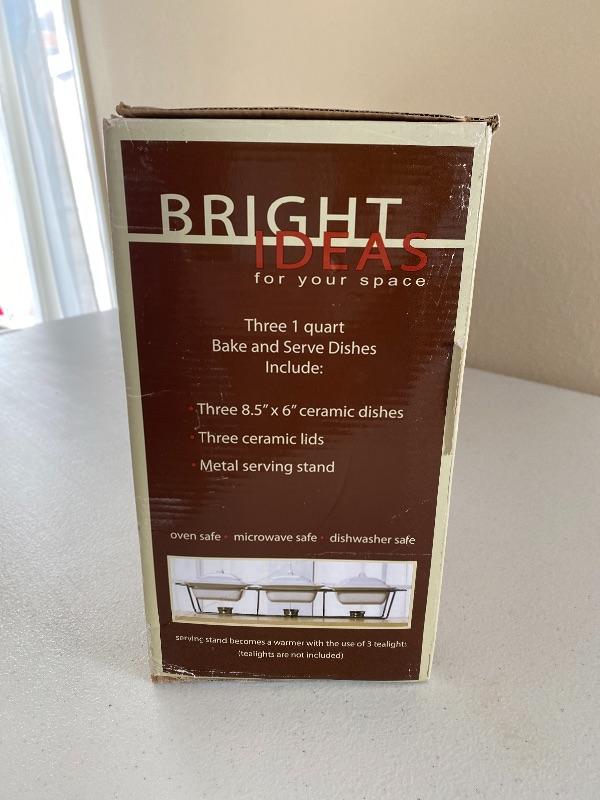 BRIGHT
IDEAS
for your space
Three 1 quart
Bake and Serve Dishes
Include:
• Three 8.5" x 6" ceramic dishes
• Three ceramic lids
• Metal serving stand
oven safe • microwave safe • dishwasher safe
serving stand becomes a warmer with the use of 3 tealights
(tealights are not included)